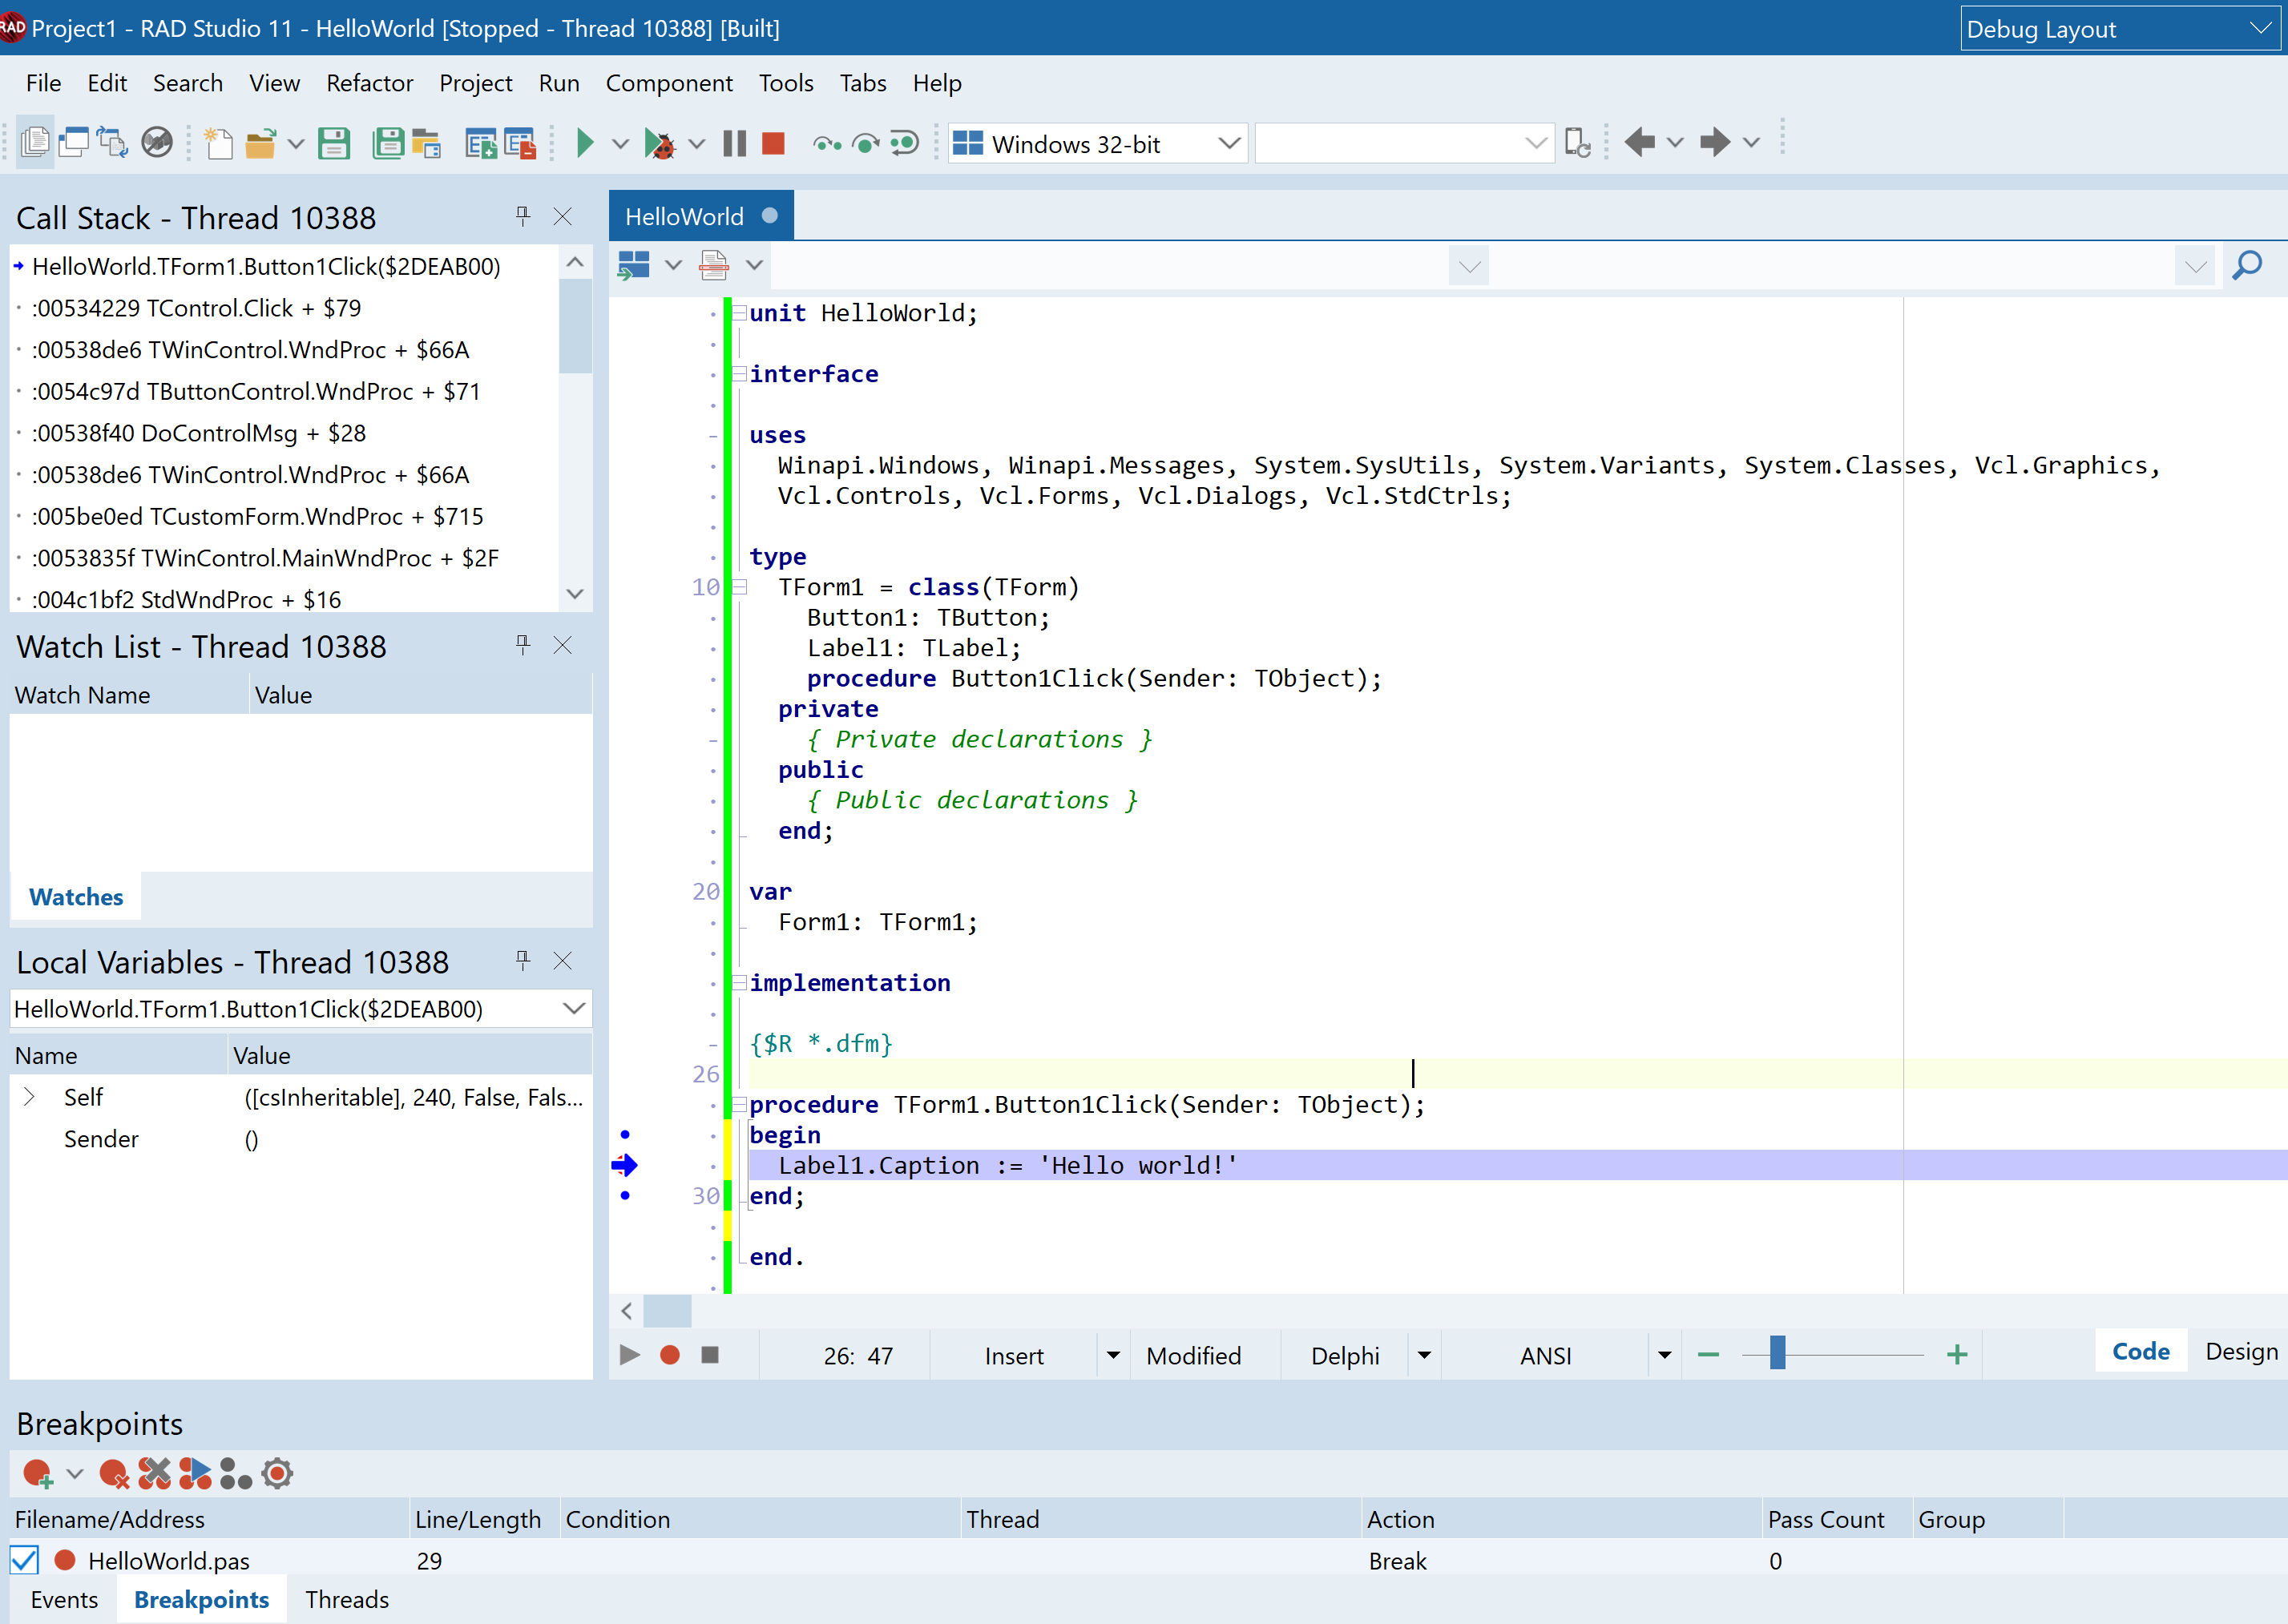 RAD Project1 - RAD Studio 11 - HelloWorld [Stopped - Thread 10388] [Built]
Debug Layout
File Edit Search View Refactor Project Run Component Tools Tabs Help
Windows 32-bit
Call Stack - Thread 10388
HelloWorld.TForm1.Button1Click($2DEAB00)
:00534229 TControl.Click + $79
:00538de6 TWinControl.WndProc + $66A
:0054c97d TButtonControl.WndProc + $71
:00538f40 DoControlMsg + $28
:00538de6 TWinControl.WndProc + $66A
:005be0ed TCustomForm.WndProc + $715
:0053835f TWinControl.MainWndProc + $2F
:004c1bf2 StdWndProc + $16
Watch List - Thread 10388
Watch Name Value
Watches
Local Variables - Thread 10388
HelloWorld.TForm1.Button1Click($2DEAB00)
Name Value
Self ([csInheritable], 240, False, Fals...
Sender ()
HelloWorld
unit HelloWorld;
interface
uses
Winapi.Windows, Winapi.Messages, System.SysUtils, System.Variants, System.Classes, Vcl.Graphics,
Vcl.Controls, Vcl.Forms, Vcl.Dialogs, Vcl.StdCtrls;
type
10 TForm1 = class(TForm)
Button1: TButton;
Label1: TLabel;
procedure Button1Click(Sender: TObject);
private
{ Private declarations }
public
{ Public declarations }
end;
20 var
Form1: TForm1;
implementation
{$R *.dfm}
26
procedure TForm1.Button1Click(Sender: TObject);
begin
Label1.Caption := 'Hello world!'
30 end;
end.
26: 47 Insert Modified Delphi ANSI Code Design
Breakpoints
Filename/Address Line/Length Condition Thread Action Pass Count Group
HelloWorld.pas 29 Break 0
Events Breakpoints Threads